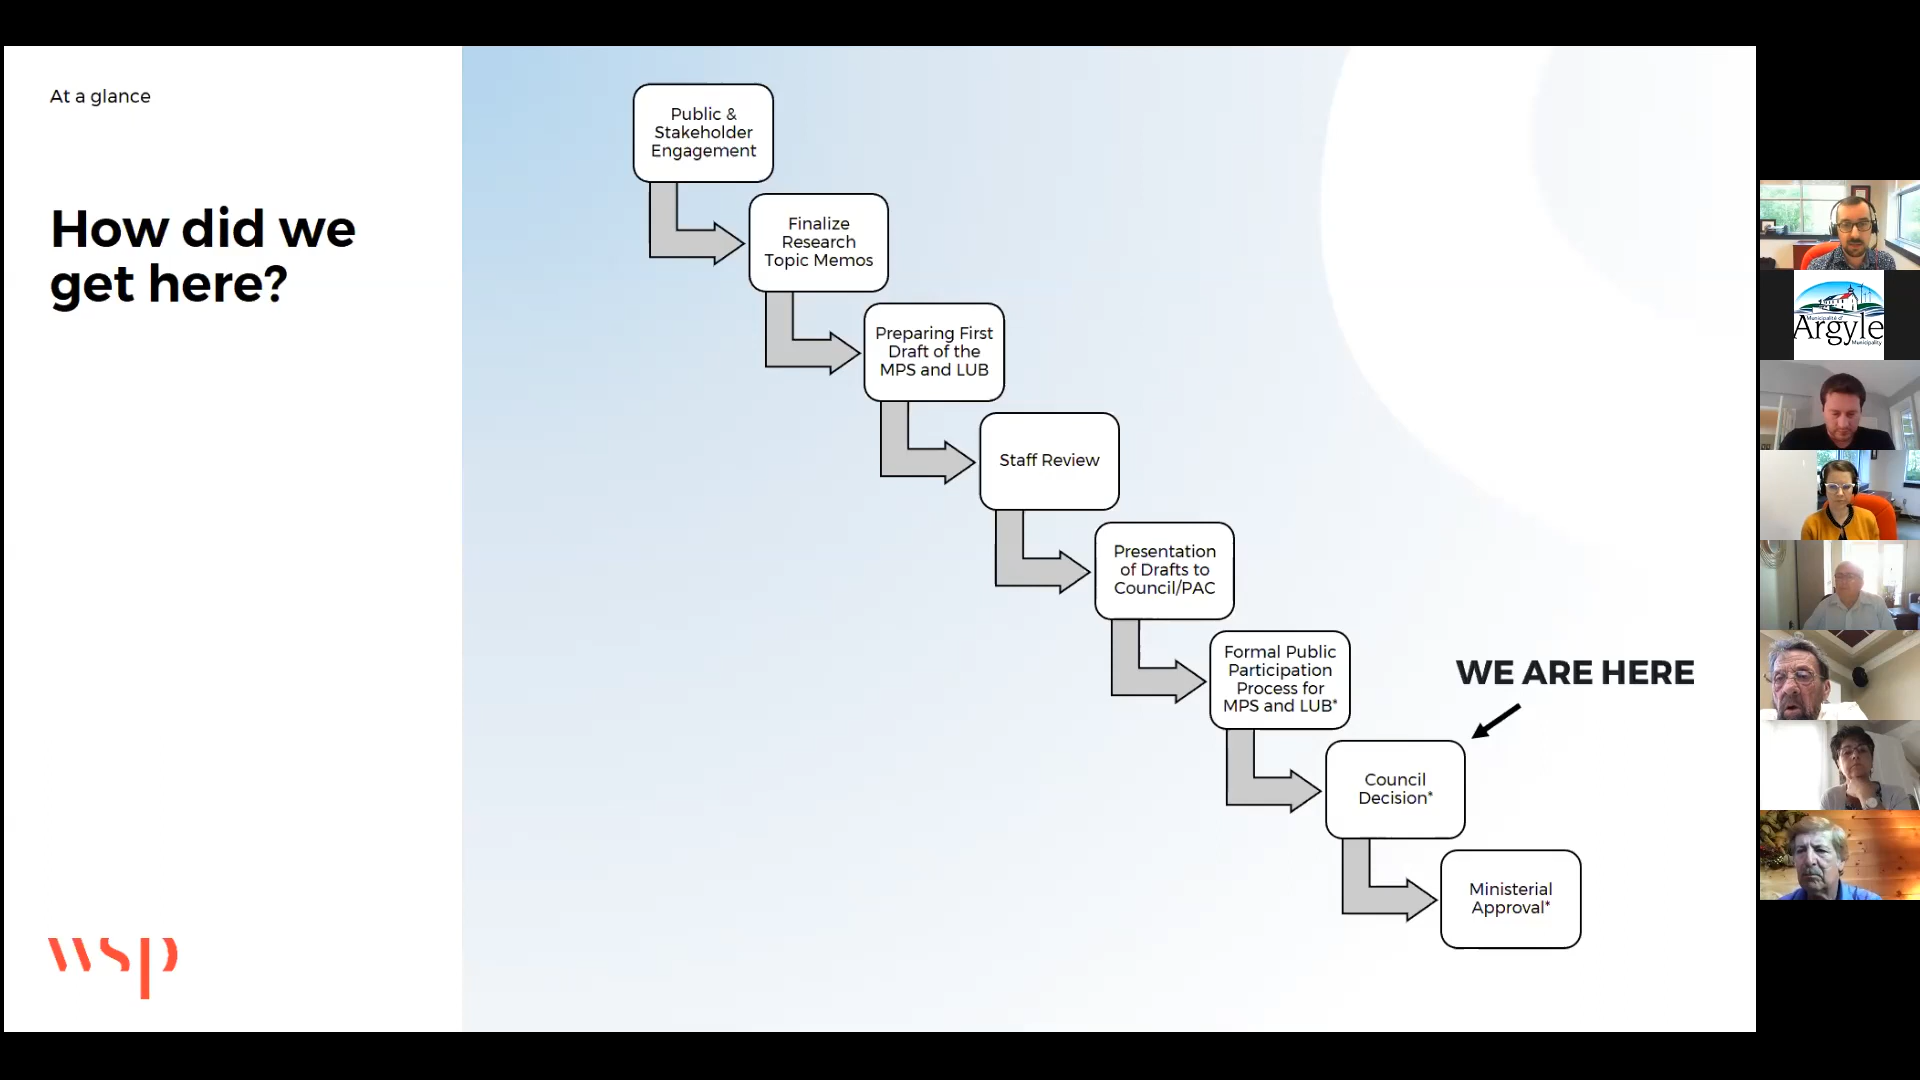 At a glance
How did we
get here?
Public &
Stakeholder
Engagement
Finalize
Research
Topic Memos
Preparing First
Draft of the
MPS and LUB
Staff Review
Presentation
of Drafts to
Council/PAC
Formal Public
Participation
Process for
MPS and LUB*
WE ARE HERE
Council
Decision*
Ministerial
Approval*
wsp
Municipalité d'
Argyle
Municipality